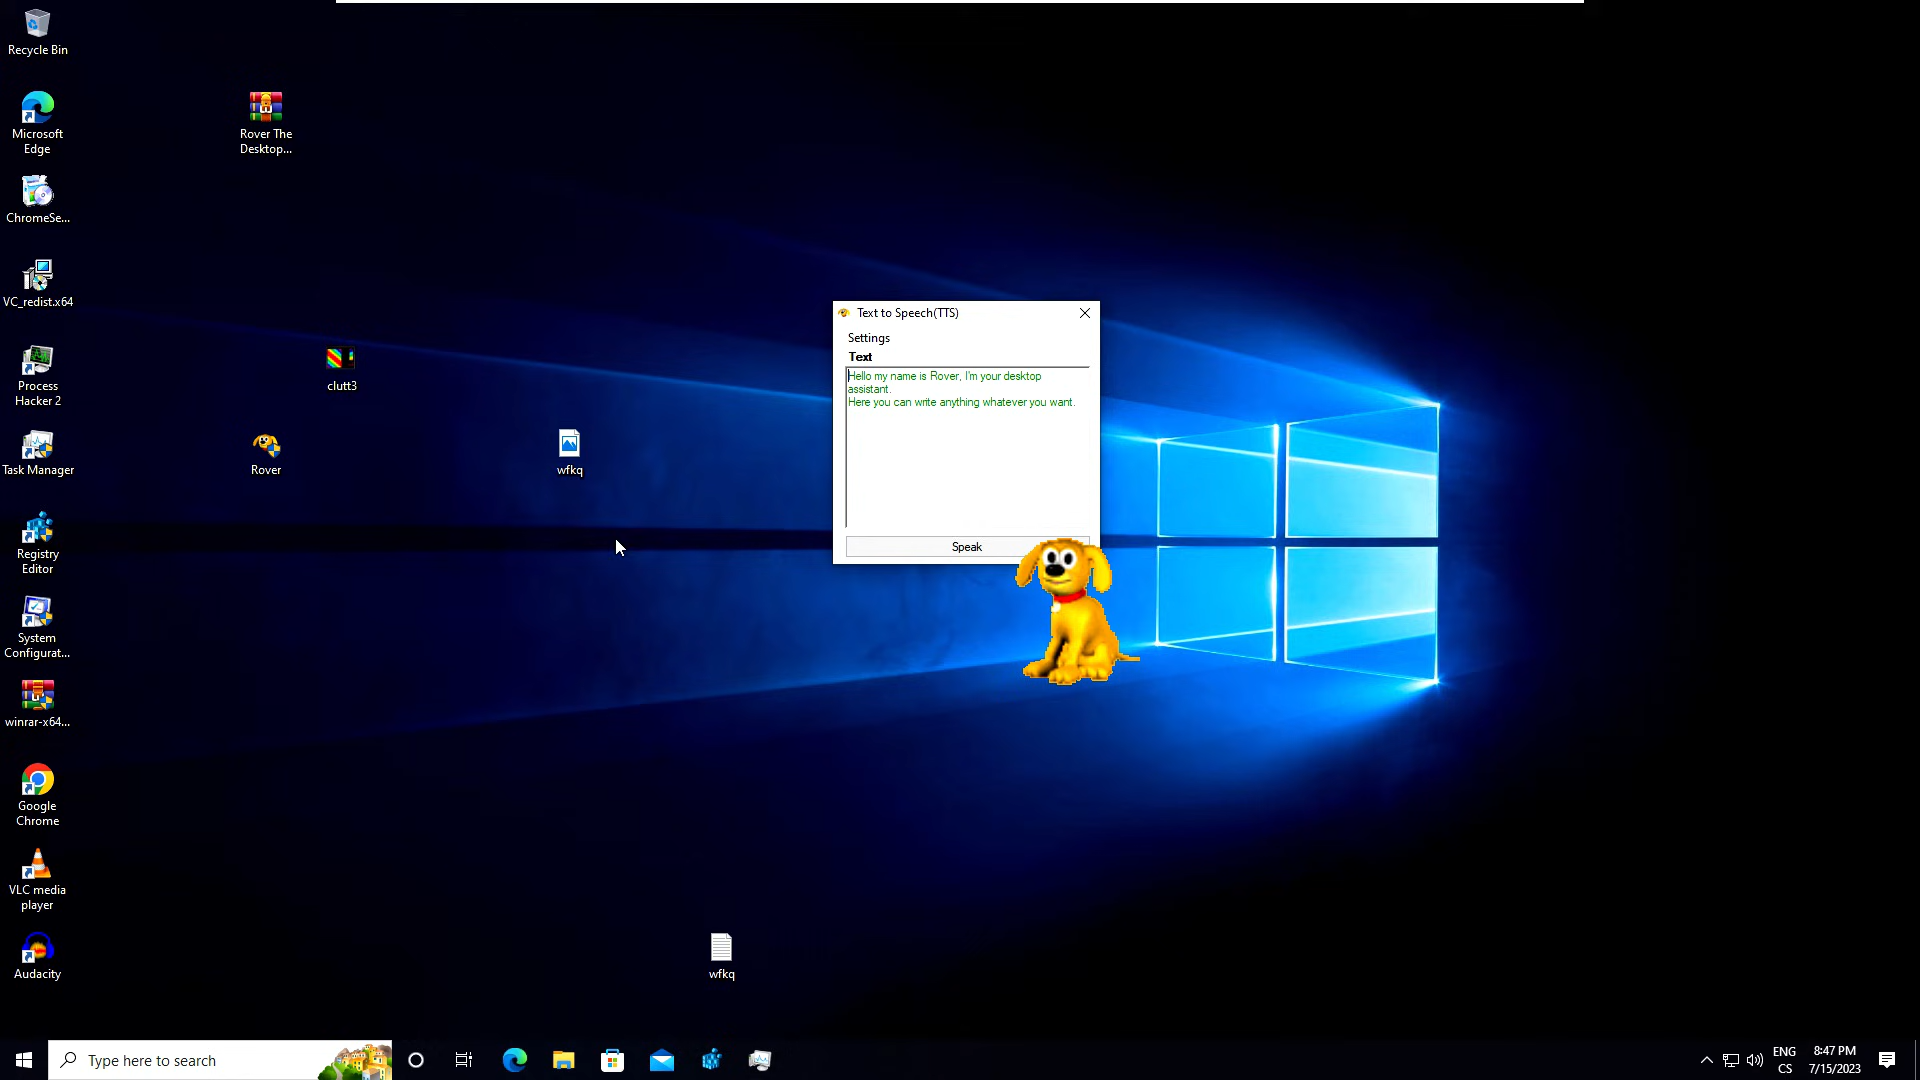 Recycle Bin
Microsoft
Edge
Rover The
Desktop...
ChromeSe...
VC_redist.x64
Process
Hacker 2
clutt3
Task Manager
Rover
wfkq
Registry
Editor
System
Configurat...
winrar-x64...
Google
Chrome
VLC media
player
Audacity
wfkq
Text to Speech(TTS)
Settings
Text
Hello my name is Rover, I'm your desktop
assistant.
Here you can write anything whatever you want.
Speak
Type here to search
ENG
CS
8:47 PM
7/15/2023